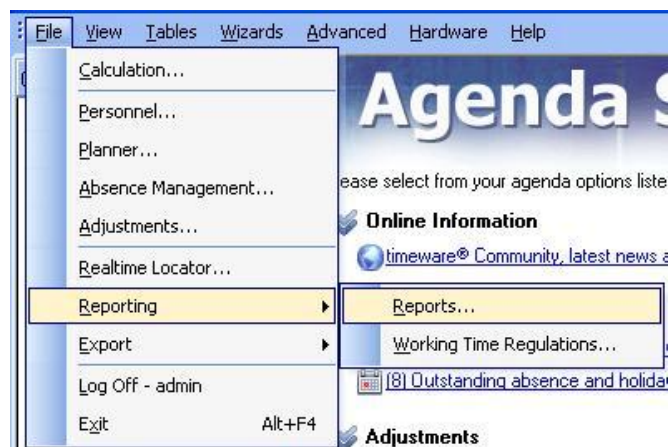 File View Tables Wizards Advanced Hardware Help
Calculation...
Personnel...
Planner...
Absence Management...
Adjustments...
Realtime Locator...
Reporting
Export
Log Off - admin
Exit Alt+F4
Reports...
Working Time Regulations...
Agenda S
ease select from your agenda options liste
Online Information
timeware® Community, latest news a
(8) Outstanding absence and holida
Adjustments